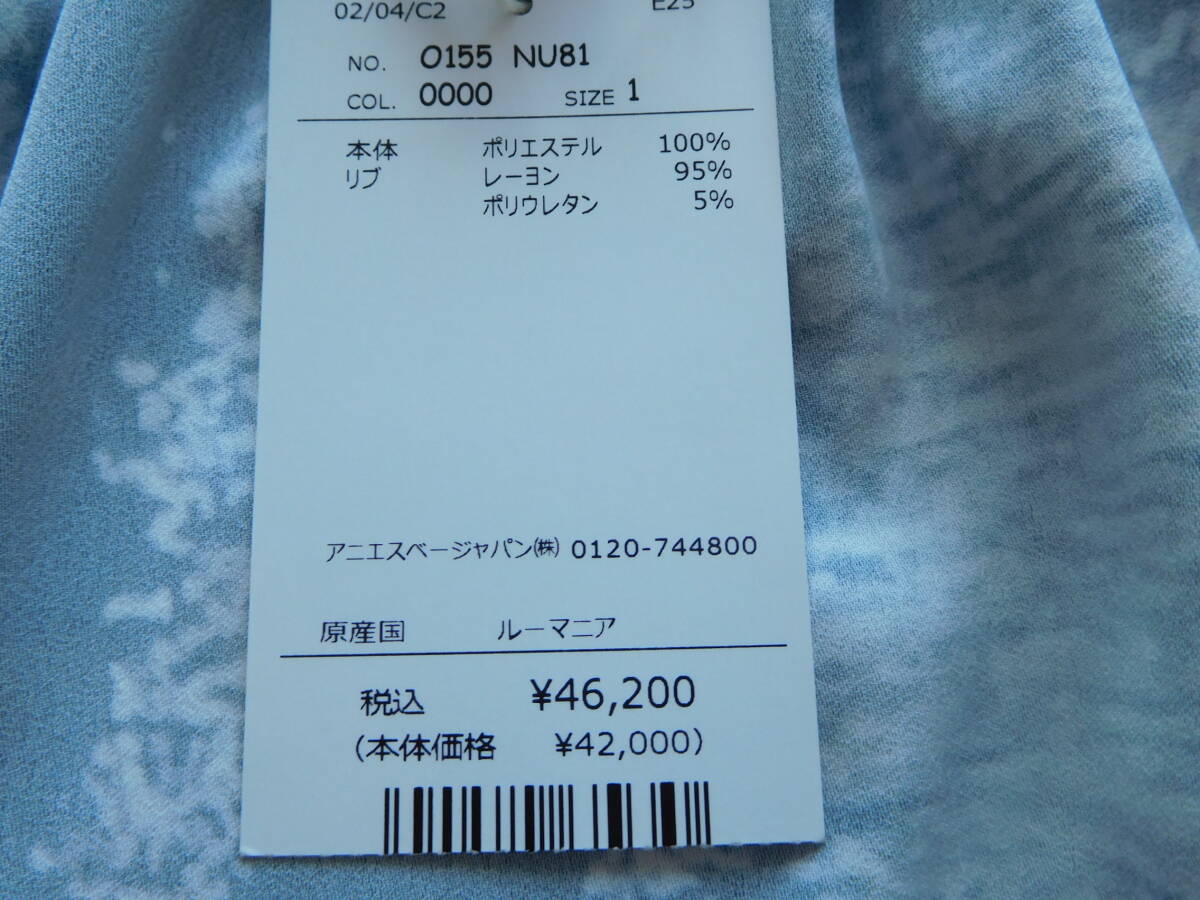 02/04/C2 E25
NO. O155 NU81
COL. 0000 SIZE 1
本体 ポリエステル 100%
リブ レーヨン 95%
ポリウレタン 5%
アニエスベージャパン㈱ 0120-744800
原産国 ルーマニア
税込 ¥46,200
(本体価格 ¥42,000)